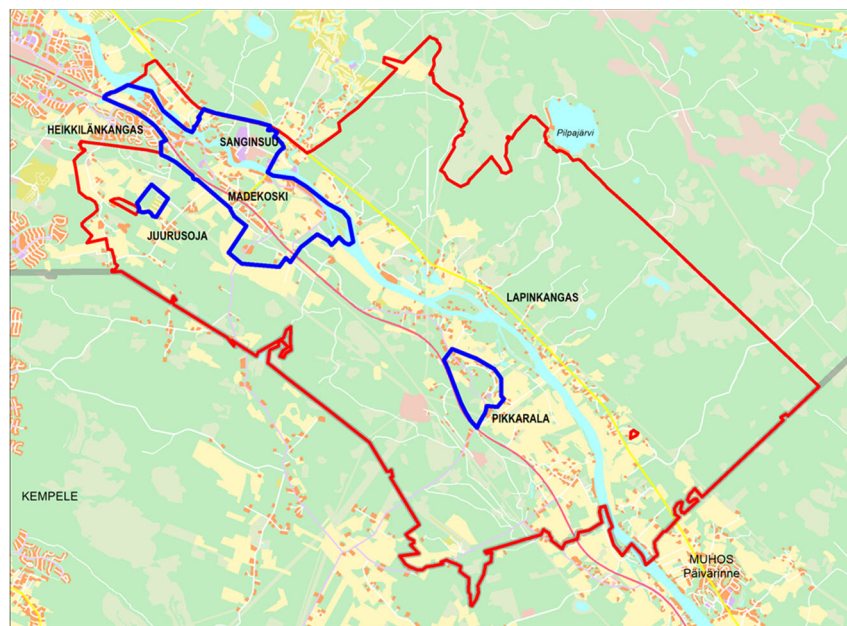 HEIKKILÄNKANGAS
SANGINSUU
Pilpajärvi
MADEKOSKI
JUURUSOJA
LAPINKANGAS
PIKKARALA
KEMPELE
MUHOS
Päivärinne